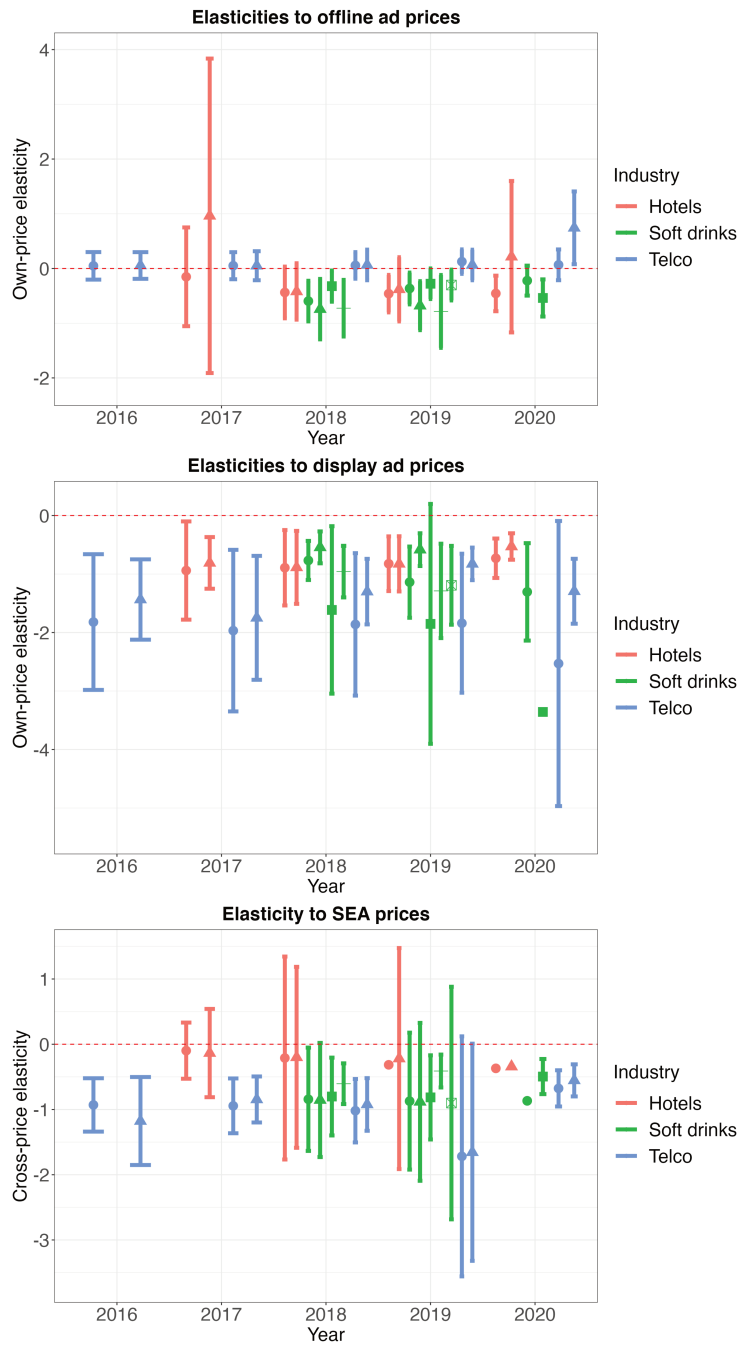 Elasticities to offline ad prices
4
2
0
-2
Own-price elasticity
2016 2017 2018 2019 2020
Year
Industry
Hotels
Soft drinks
Telco
Elasticities to display ad prices
0
-2
-4
Own-price elasticity
2016 2017 2018 2019 2020
Year
Industry
Hotels
Soft drinks
Telco
Elasticity to SEA prices
1
0
-1
-2
-3
Cross-price elasticity
2016 2017 2018 2019 2020
Year
Industry
Hotels
Soft drinks
Telco